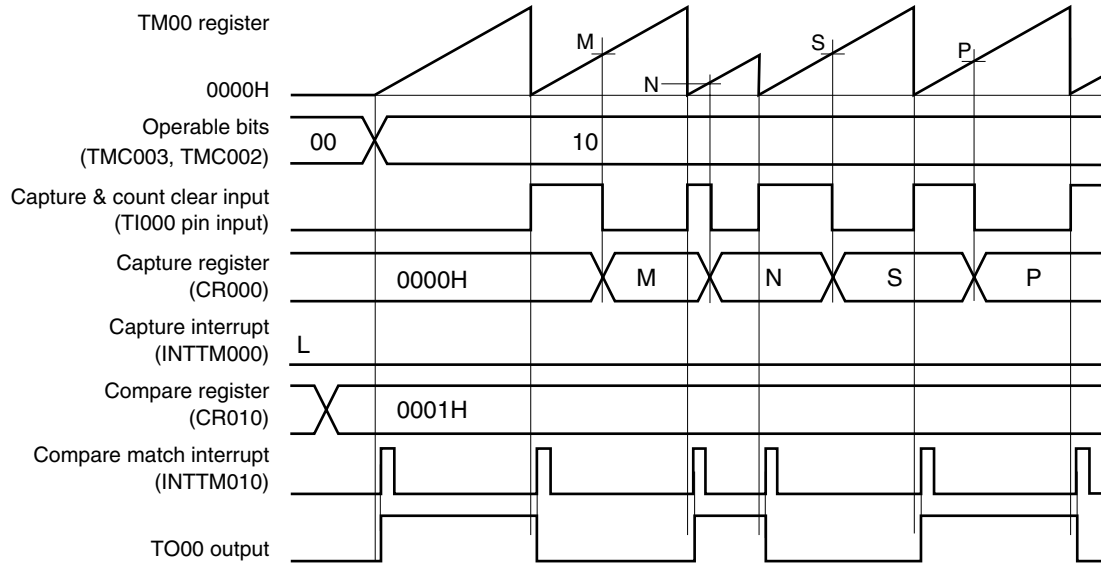 TM00 register
M
S
P
N
0000H
Operable bits
(TMC003, TMC002)
00
10
Capture & count clear input
(TI000 pin input)
Capture register
(CR000)
0000H
M
N
S
P
Capture interrupt
(INTTM000)
L
Compare register
(CR010)
0001H
Compare match interrupt
(INTTM010)
TO00 output